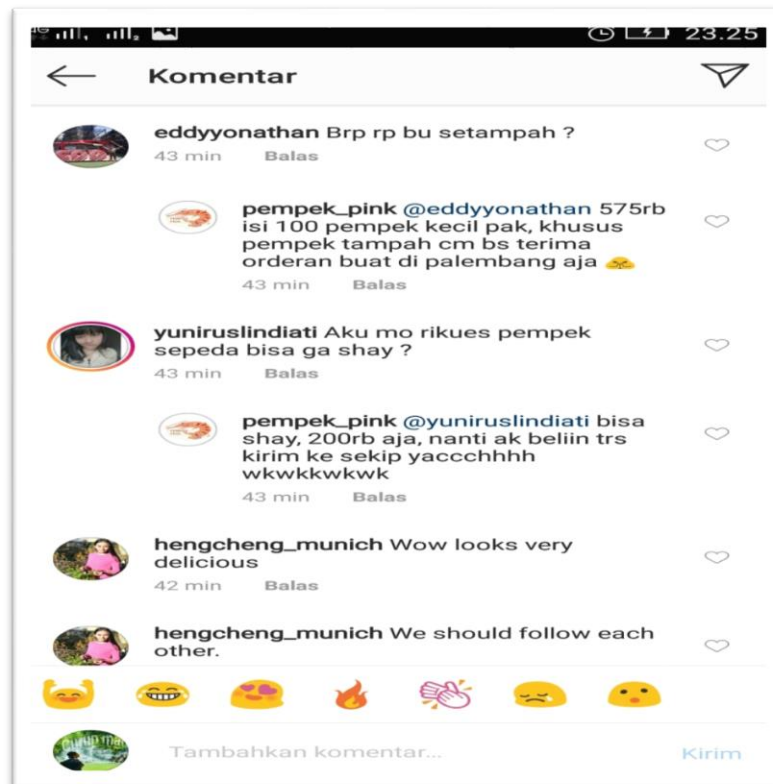 23.25
Komentar
eddyyonathan Brp rp bu setampah ?
43 min Balas
pempek_pink @eddyyonathan 575rb
isi 100 pempek kecil pak, khusus
pempek tampah cm bs terima
orderan buat di palembang aja
43 min Balas
yuniruslindiati Aku mo rikues pempek
sepeda bisa ga shay ?
43 min Balas
pempek_pink @yuniruslindiati bisa
shay, 200rb aja, nanti ak beliin trs
kirim ke sekip yaccchhhh
wkwkkwkwk
43 min Balas
hengcheng_munich Wow looks very
delicious
42 min Balas
hengcheng_munich We should follow each
other.
Tambahkan komentar...
Kirim